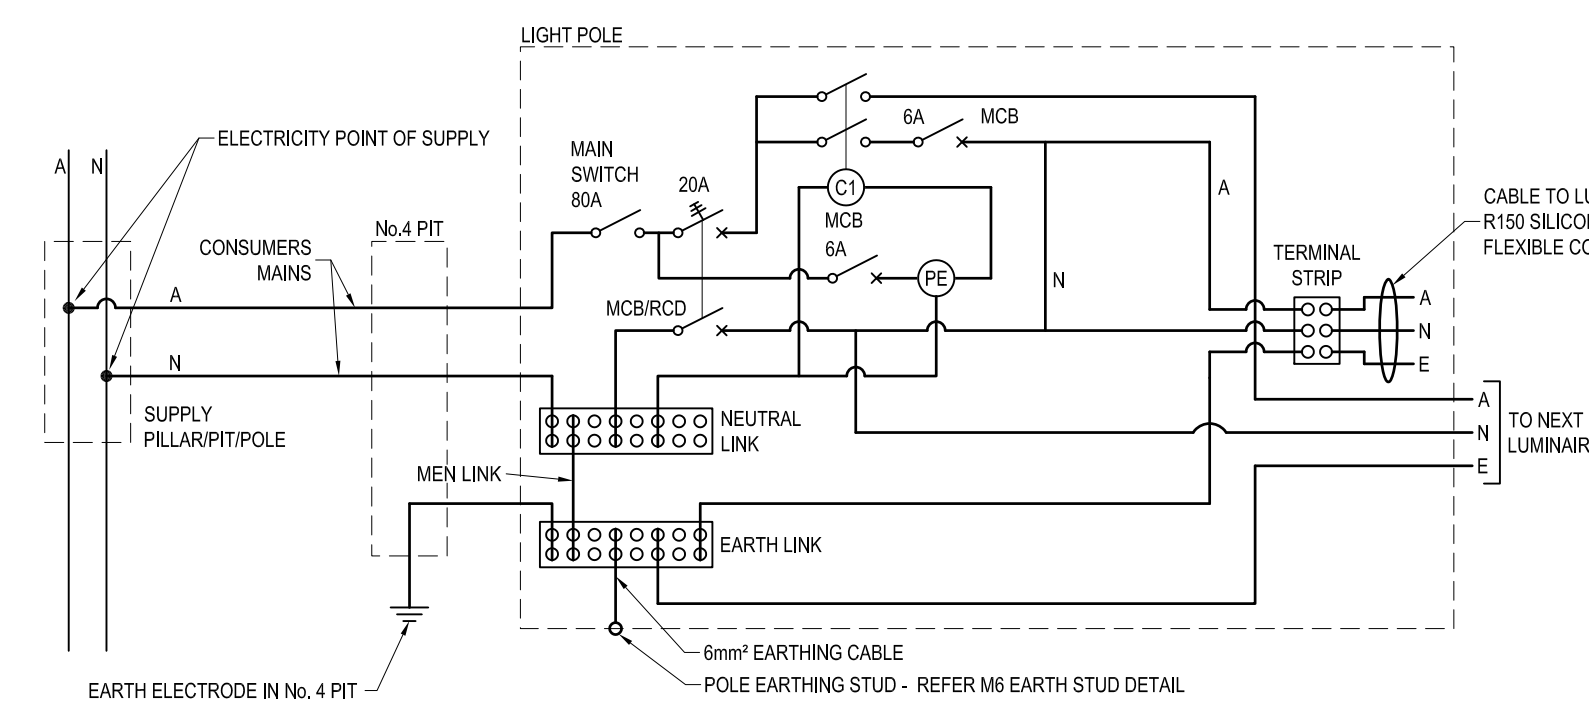 LIGHT POLE
ELECTRICITY POINT OF SUPPLY
A
N
MAIN
SWITCH
80A
20A
6A
MCB
C1
MCB
6A
PE
A
N
No.4 PIT
CONSUMERS
MAINS
A
N
MCB/RCD
TERMINAL
STRIP
CABLE TO LU
R150 SILICO
FLEXIBLE CO
A
N
E
SUPPLY
PILLAR/PIT/POLE
NEUTRAL
LINK
MEN LINK
EARTH LINK
A
N
E
TO NEXT
LUMINAIR
6mm² EARTHING CABLE
POLE EARTHING STUD - REFER M6 EARTH STUD DETAIL
EARTH ELECTRODE IN No. 4 PIT